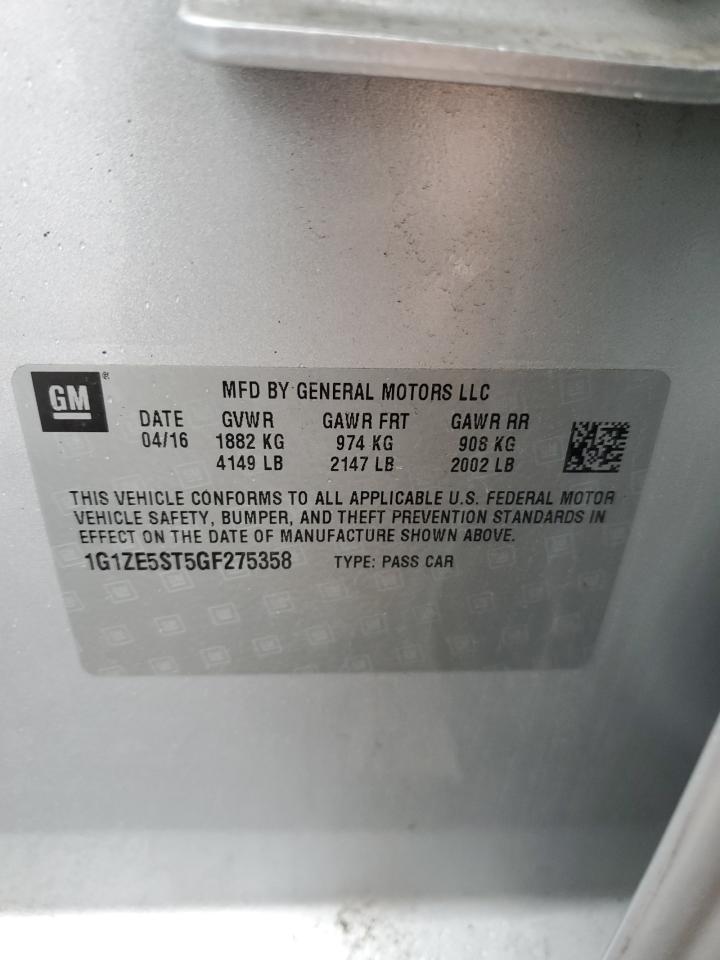 GM®
MFD BY GENERAL MOTORS LLC
DATE GVWR GAWR FRT GAWR RR
04/16 1882 KG 974 KG 908 KG
4149 LB 2147 LB 2002 LB
THIS VEHICLE CONFORMS TO ALL APPLICABLE U.S. FEDERAL MOTOR
VEHICLE SAFETY, BUMPER, AND THEFT PREVENTION STANDARDS IN
EFFECT ON THE DATE OF MANUFACTURE SHOWN ABOVE.
1G1ZE5ST5GF275358 TYPE: PASS CAR